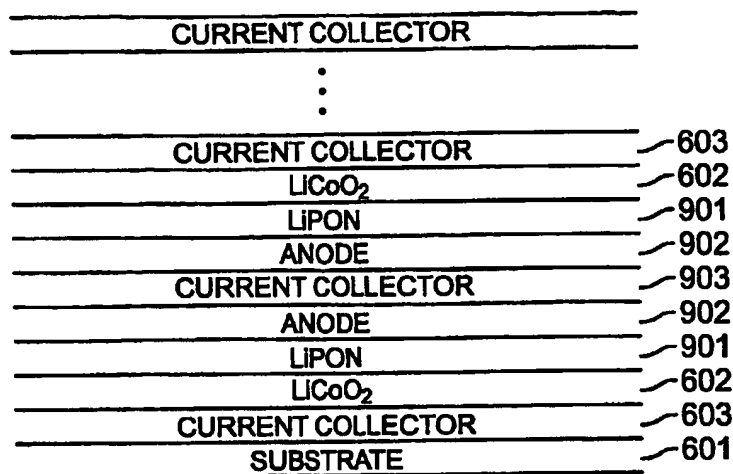 CURRENT COLLECTOR
CURRENT COLLECTOR 603
LiCoO₂ 602
LiPON 901
ANODE 902
CURRENT COLLECTOR 903
ANODE 902
LiPON 901
LiCoO₂ 602
CURRENT COLLECTOR 603
SUBSTRATE 601